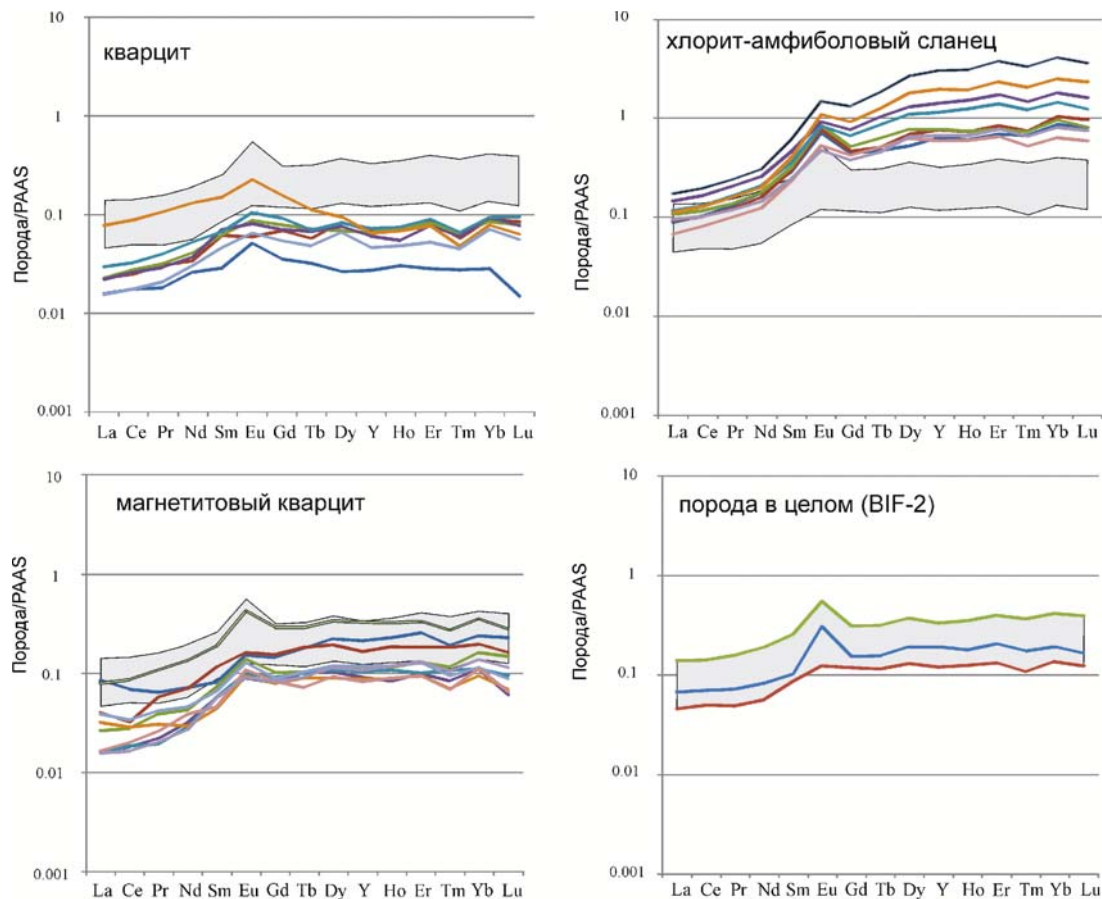 10
кварцит
1
0.1
0.01
0.001
Порода/PAAS
La Ce Pr Nd Sm Eu Gd Tb Dy Y Ho Er Tm Yb Lu
10
хлорит-амфиболовый сланец
1
0.1
0.01
0.001
Порода/PAAS
La Ce Pr Nd Sm Eu Gd Tb Dy Y Ho Er Tm Yb Lu
10
магнетитовый кварцит
1
0.1
0.01
0.001
Порода/PAAS
La Ce Pr Nd Sm Eu Gd Tb Dy Y Ho Er Tm Yb Lu
10
порода в целом (BIF-2)
1
0.1
0.01
0.001
Порода/PAAS
La Ce Pr Nd Sm Eu Gd Tb Dy Y Ho Er Tm Yb Lu